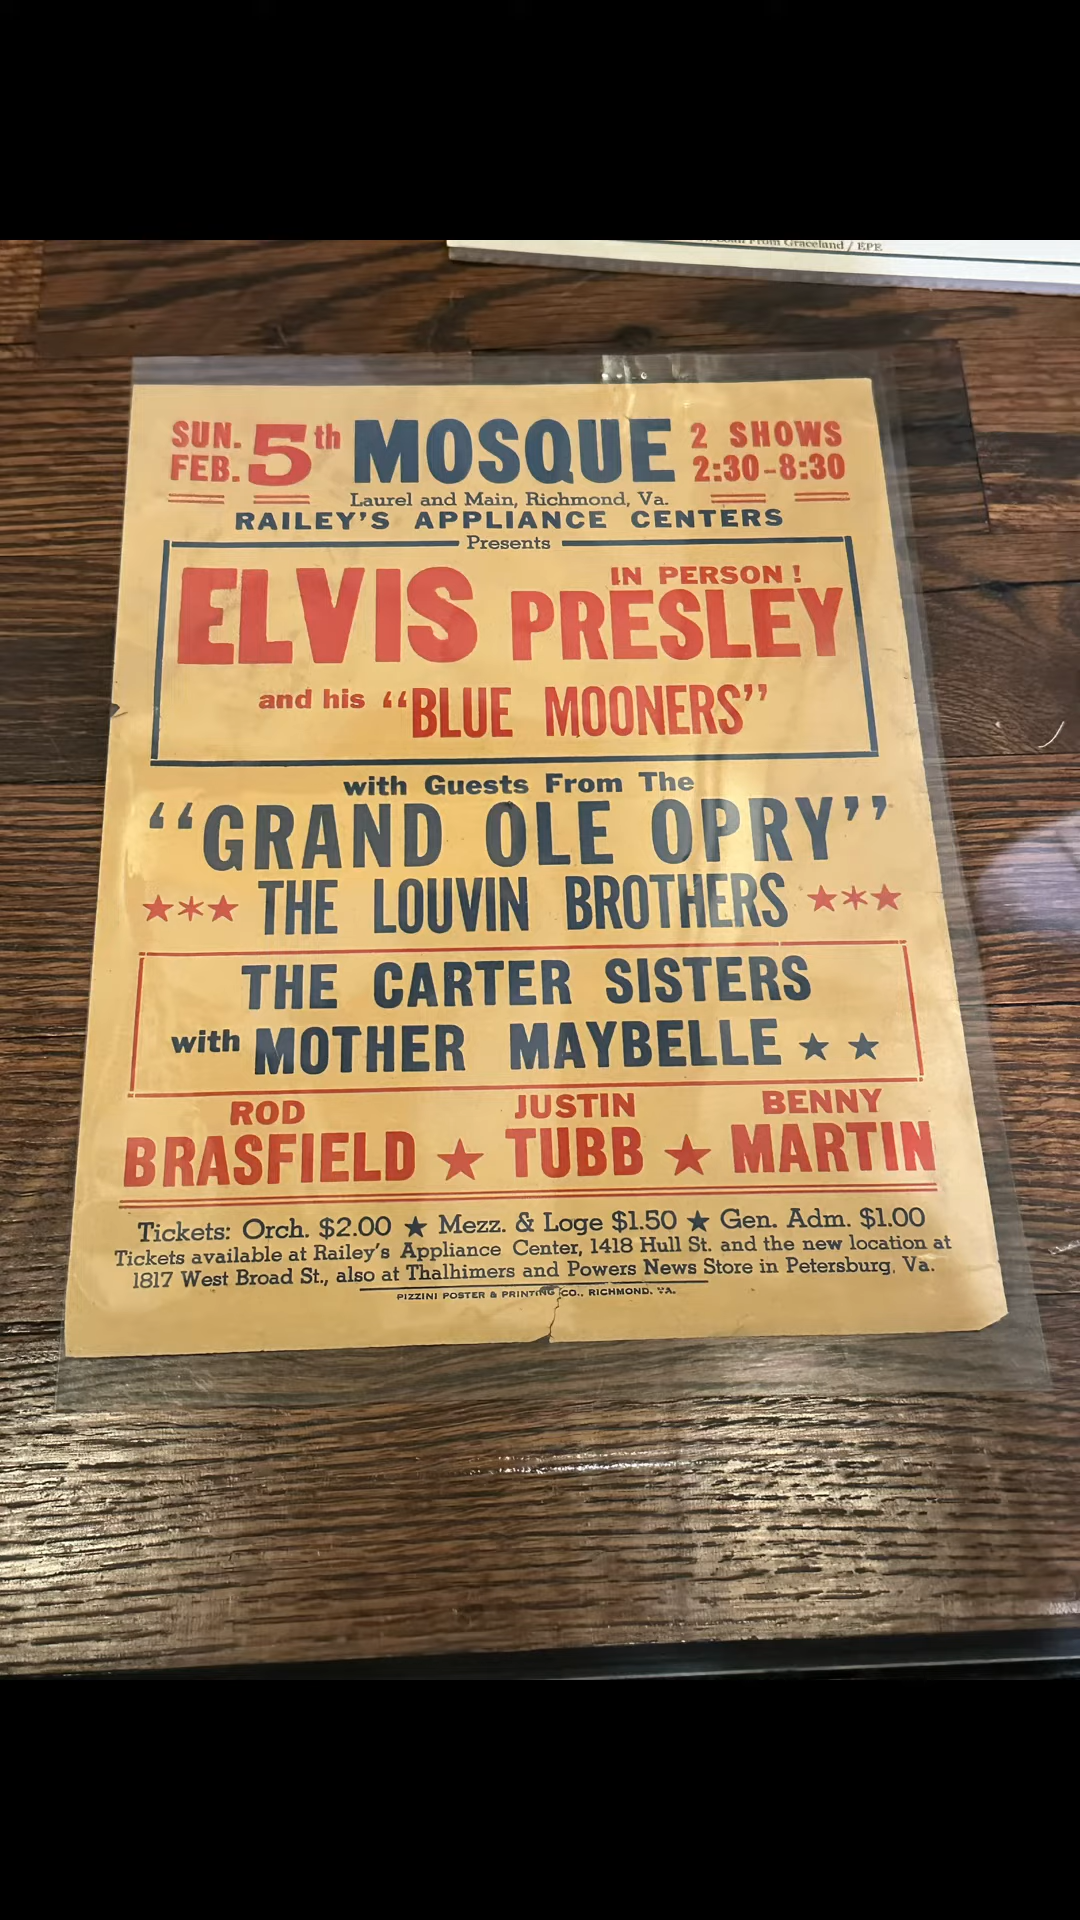 From Graceland / EPE
SUN. FEB. 5th MOSQUE 2 SHOWS 2:30-8:30
Laurel and Main, Richmond, Va.
RAILEY'S APPLIANCE CENTERS
Presents
IN PERSON!
ELVIS PRESLEY
and his "BLUE MOONERS"
with Guests From The
"GRAND OLE OPRY"
THE LOUVIN BROTHERS
THE CARTER SISTERS
with MOTHER MAYBELLE
ROD BRASFIELD ★ JUSTIN TUBB ★ BENNY MARTIN
Tickets: Orch. $2.00 ★ Mezz. & Loge $1.50 ★ Gen. Adm. $1.00
Tickets available at Railey's Appliance Center, 1418 Hull St. and the new location at
1817 West Broad St., also at Thalhimers and Powers News Store in Petersburg, Va.
PIZZINI POSTER & PRINTING CO., RICHMOND, VA.